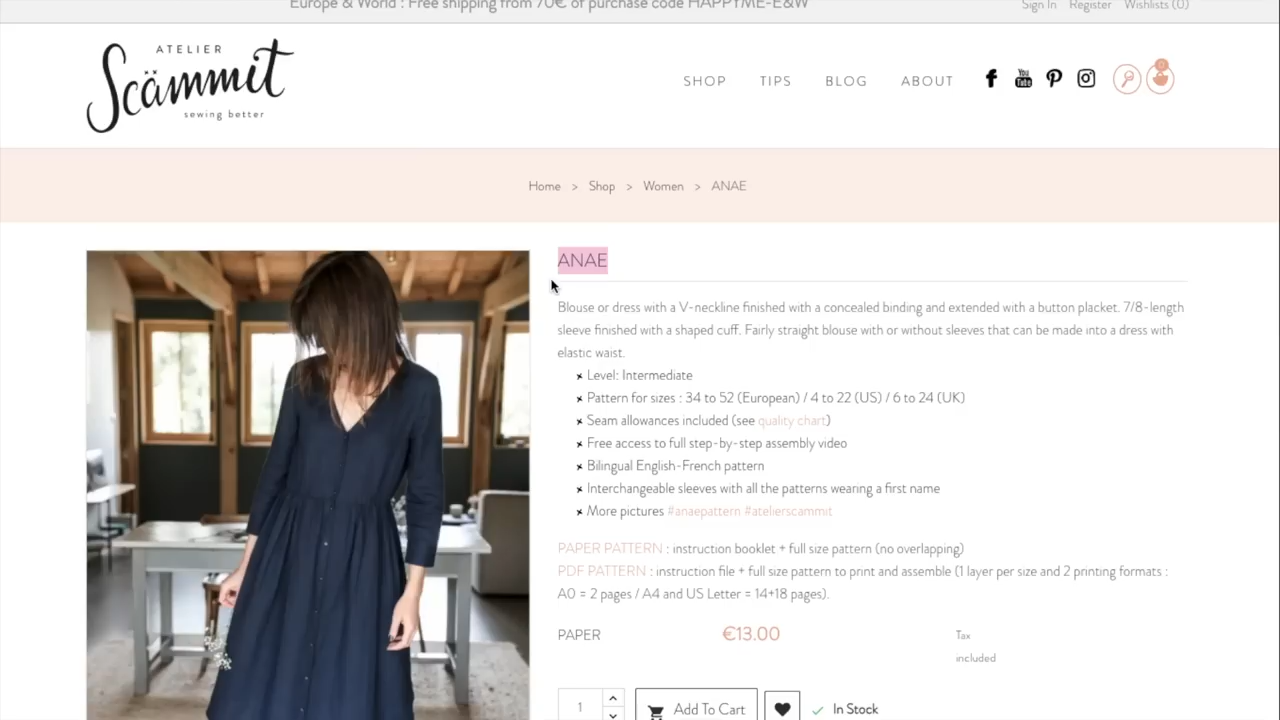 Europe & World : Free shipping from 70€ of purchase code HAPPYME-E&W
Sign In Register Wishlists (0)
ATELIER
Scämmit
sewing better
SHOP TIPS BLOG ABOUT
You
Tube
0
Home > Shop > Women > ANAE
ANAE
Blouse or dress with a V-neckline finished with a concealed binding and extended with a button placket. 7/8-length
sleeve finished with a shaped cuff. Fairly straight blouse with or without sleeves that can be made into a dress with
elastic waist.
Level: Intermediate
Pattern for sizes : 34 to 52 (European) / 4 to 22 (US) / 6 to 24 (UK)
Seam allowances included (see quality chart)
Free access to full step-by-step assembly video
Bilingual English-French pattern
Interchangeable sleeves with all the patterns wearing a first name
More pictures #anaepattern #atelierscammit
PAPER PATTERN : instruction booklet + full size pattern (no overlapping)
PDF PATTERN : instruction file + full size pattern to print and assemble (1 layer per size and 2 printing formats :
A0 = 2 pages / A4 and US Letter = 14+18 pages).
PAPER €13.00 Tax
included
1 Add To Cart In Stock